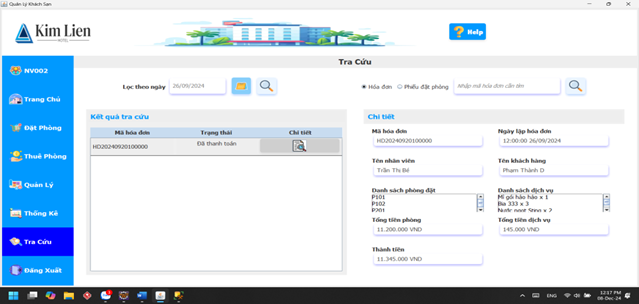 Quản Lý Khách Sạn
Kim Lien
HOTEL
Help
Tra Cứu
NV002
Trang Chủ
Đặt Phòng
Thuê Phòng
Quản Lý
Thống Kê
Tra Cứu
Đăng Xuất
Lọc theo ngày
26/09/2024
Hóa đơn
Phiếu đặt phòng
Nhập mã hóa đơn cần tìm
Kết quả tra cứu
Mã hóa đơn Trạng thái Chi tiết
HD20240920100000 Đã thanh toán
Chi tiết
Mã hóa đơn Ngày lập hóa đơn
HD20240920100000 12:00:00 26/09/2024
Tên nhân viên Tên khách hàng
Trần Thị Bé Phạm Thành D
Danh sách phòng đặt Danh sách dịch vụ
P101 Mì gói hảo hảo x 1
P102 Bia 333 x 3
P201 Nước ngọt Sting x 2
Tổng tiền phòng Tổng tiền dịch vụ
11.200.000 VND 145.000 VND
Thành tiền
11.345.000 VND
ENG
12:17 PM
08-Dec-24